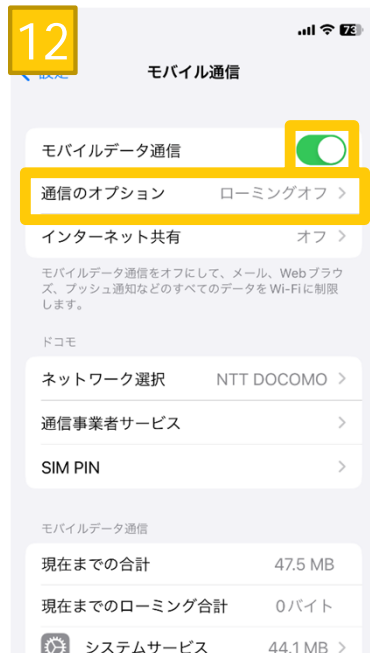 12
73
設定
モバイル通信
モバイルデータ通信
通信のオプション ローミングオフ
インターネット共有 オフ
モバイルデータ通信をオフにして、メール、Webブラウ
ズ、プッシュ通知などのすべてのデータをWi-Fiに制限
します。
ドコモ
ネットワーク選択 NTT DOCOMO
通信事業者サービス
SIM PIN
モバイルデータ通信
現在までの合計 47.5 MB
現在までのローミング合計 0バイト
システムサービス 44.1 MB